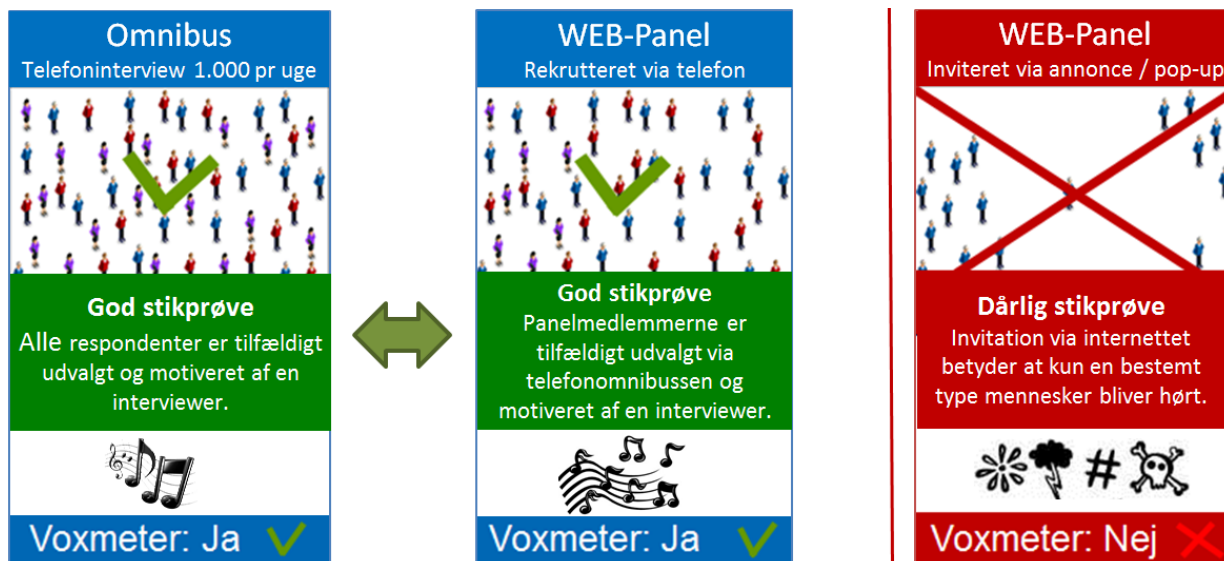 Omnibus
Telefoninterview 1.000 pr uge
God stikprøve
Alle respondenter er tilfældigt
udvalgt og motiveret af en
interviewer.
Voxmeter: Ja
WEB-Panel
Rekrutteret via telefon
God stikprøve
Panelmedlemmerne er
tilfældigt udvalgt via
telefonomnibussen og
motiveret af en interviewer.
Voxmeter: Ja
WEB-Panel
Inviteret via annonce / pop-up
Dårlig stikprøve
Invitation via internettet
betyder at kun en bestemt
type mennesker bliver hørt.
#
Voxmeter: Nej